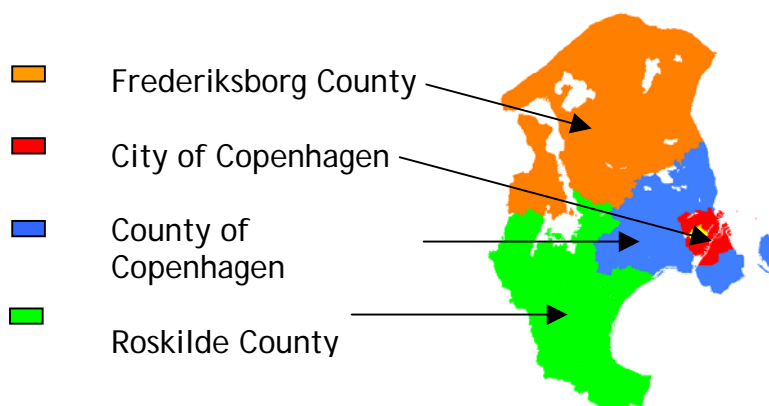 Frederiksborg County
City of Copenhagen
County of
Copenhagen
Roskilde County